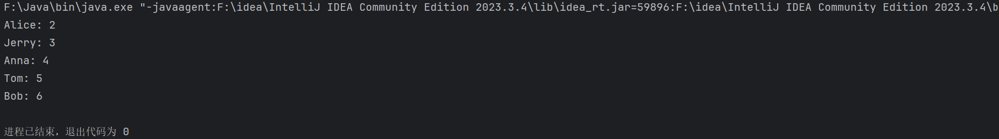 F:\Java\bin\java.exe "-javaagent:F:\idea\IntelliJ IDEA Community Edition 2023.3.4\lib\idea_rt.jar=59896:F:\idea\IntelliJ IDEA Community Edition 2023.3.4\b
Alice: 2
Jerry: 3
Anna: 4
Tom: 5
Bob: 6
进程已结束，退出代码为 0